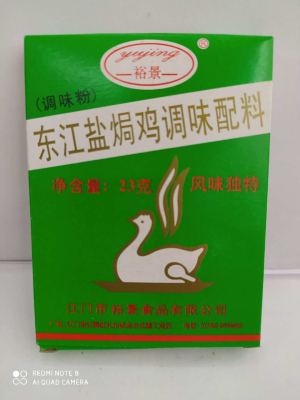 yujing
裕景
(调味粉)
东江盐焗鸡调味配料
净含量：23克 风味独特
江门市裕景食品有限公司
REDMI NOTE 8
AI QUAD CAMERA